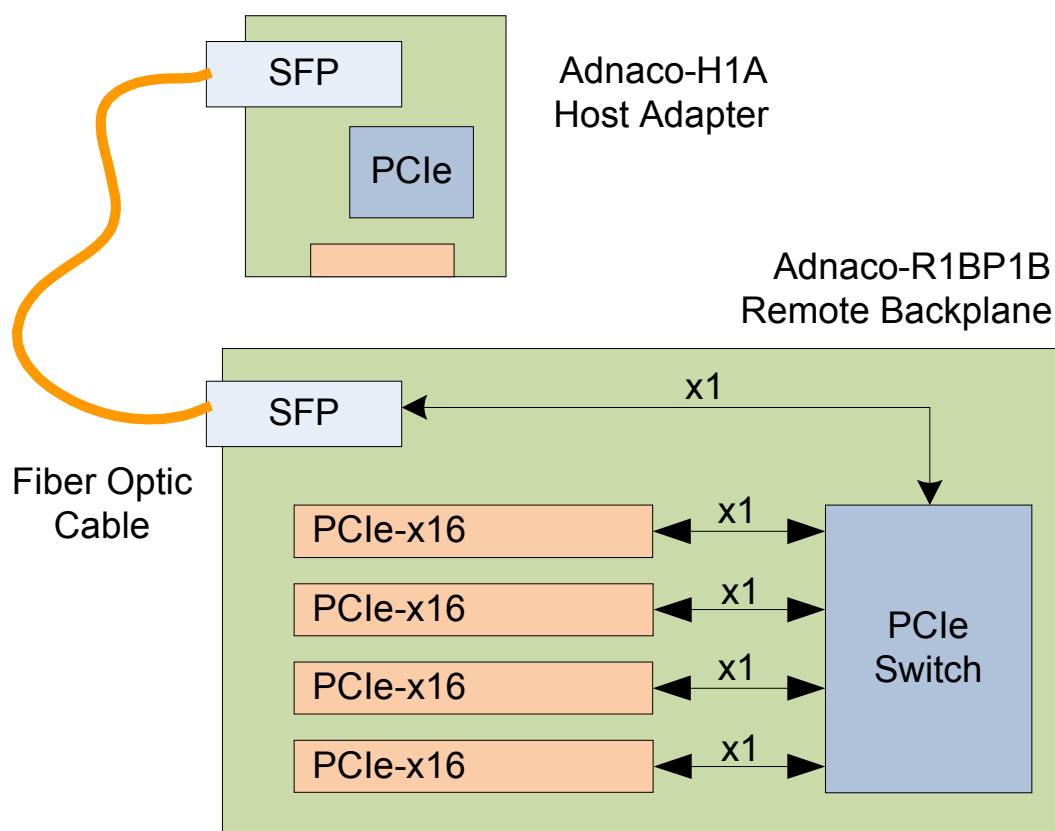 SFP
Adnaco-H1A
Host Adapter
PCIe
Adnaco-R1BP1B
Remote Backplane
SFP
x1
Fiber Optic
Cable
PCIe-x16
x1
PCIe-x16
x1
PCIe-x16
x1
PCIe-x16
x1
PCIe
Switch